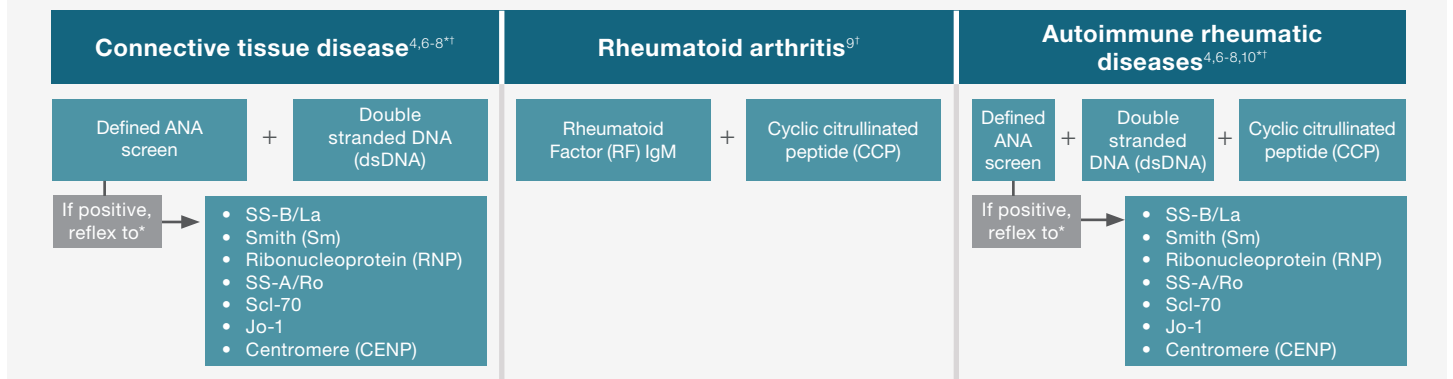 Connective tissue disease4,6-8*†
Defined ANA
screen
+
Double
stranded DNA
(dsDNA)
If positive,
reflex to*
• SS-B/La
• Smith (Sm)
• Ribonucleoprotein (RNP)
• SS-A/Ro
• Scl-70
• Jo-1
• Centromere (CENP)
Rheumatoid arthritis9†
Rheumatoid
Factor (RF) IgM
+
Cyclic citrullinated
peptide (CCP)
Autoimmune rheumatic
diseases4,6-8,10*†
Defined
ANA
screen
+
Double
stranded
DNA (dsDNA)
+
Cyclic citrullinated
peptide (CCP)
If positive,
reflex to*
• SS-B/La
• Smith (Sm)
• Ribonucleoprotein (RNP)
• SS-A/Ro
• Scl-70
• Jo-1
• Centromere (CENP)